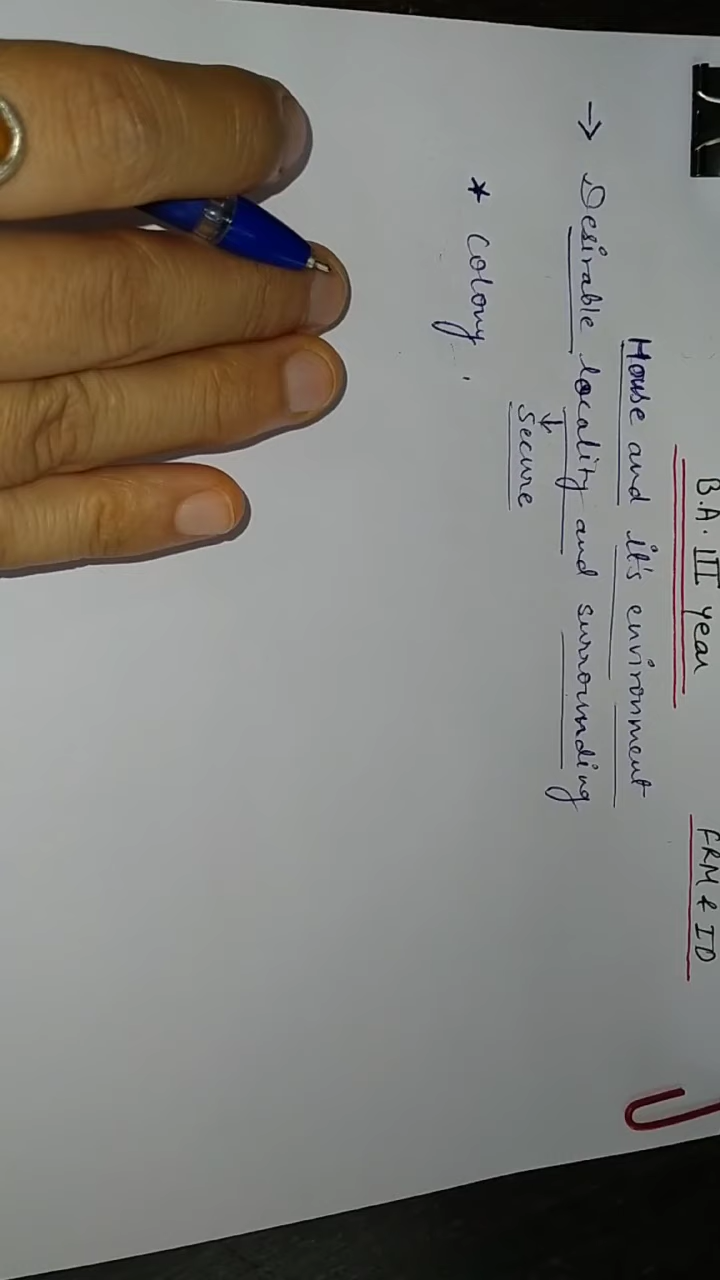 B.A. III year FRM & ID
House and it's environment
→ Desirable locality and surrounding
↓
secure
* Colony